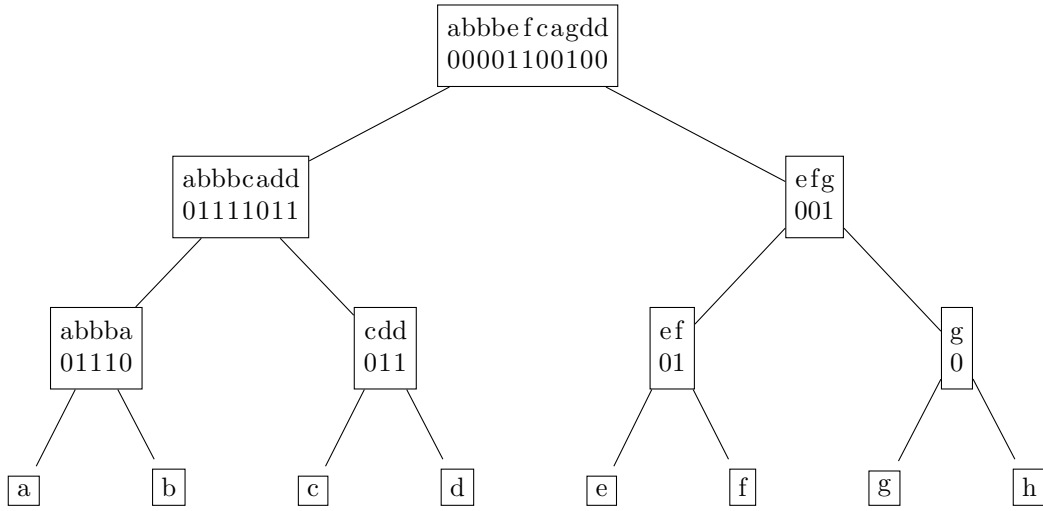 abbbefcagdd
00001100100
abbbcadd
01111011
efg
001
abbba
01110
cdd
011
ef
01
g
0
a
b
c
d
e
f
g
h